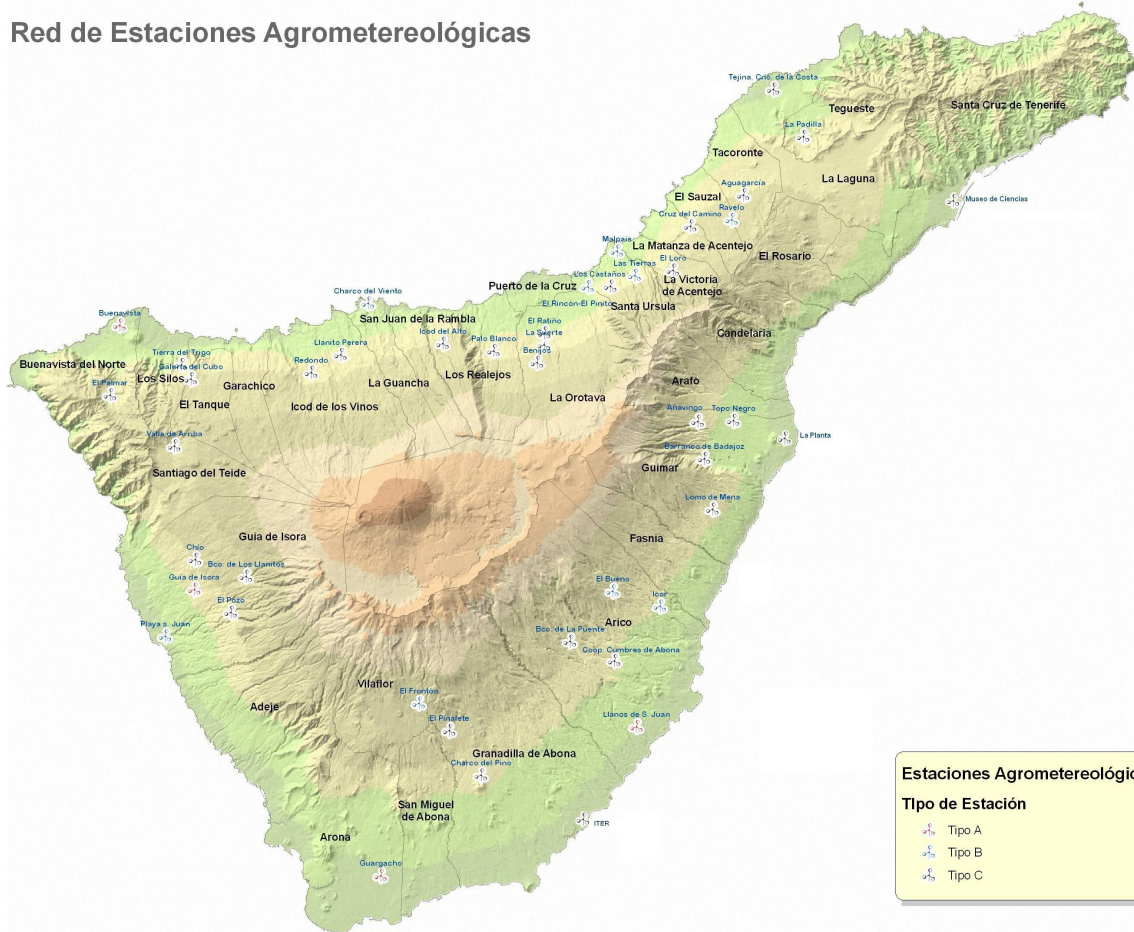 Red de Estaciones Agrometereológicas
Tejina. Cno. de la Costa
Tegueste
Santa Cruz de Tenerife
La Padilla
Tacoronte
La Laguna
Aguagarcía
El Sauzal
Ravelo
Museo de Ciencias
Cruz del Camino
Malpais
La Matanza de Acentejo
El Loro
El Rosario
Las Tierras
Los Castaños
La Victoria
de Acentejo
Puerto de la Cruz
Charco del Viento
El Rincón-El Pinito
Santa Ursula
Buenavista
San Juan de la Rambla
El Ratiño
Icod del Alto
La Suerte
Candelaria
Palo Blanco
Llanito Perera
Benijos
Tierra del Trigo
Redondo
Buenavista del Norte
Galería del Cubo
Los Silos
El Palmar
Garachico
La Guancha
Los Realejos
Arafo
La Orotava
El Tanque
Icod de los Vinos
Añavingo
Topo Negro
Valle de Arriba
La Planta
Barranco de Badajoz
Guimar
Santiago del Teide
Lomo de Mena
Guia de Isora
Fasnia
Chío
Bco. de Los Llanitos
Guía de Isora
El Bueno
El Pozo
Icor
Playa s. Juan
Arico
Bco. de La Puente
Coop. Cumbres de Abona
Vilaflor
El Frontón
Adeje
Llanos de S. Juan
El Pinalete
Granadilla de Abona
Charco del Pino
San Miguel
de Abona
ITER
Arona
Guargacho
Estaciones Agrometereológic
TIpo de Estación
Tipo A
Tipo B
Tipo C